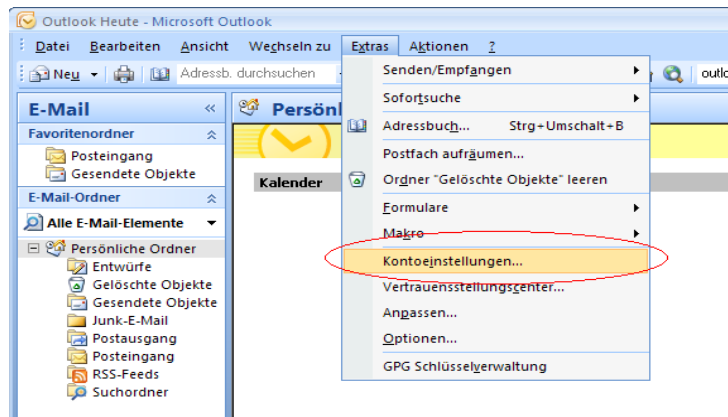 Outlook Heute - Microsoft Outlook
Datei Bearbeiten Ansicht Wechseln zu Extras Aktionen ?
Neu Adressb. durchsuchen outlo
E-Mail «
Favoritenordner
Posteingang
Gesendete Objekte
E-Mail-Ordner
Alle E-Mail-Elemente
Persönliche Ordner
Entwürfe
Gelöschte Objekte
Gesendete Objekte
Junk-E-Mail
Postausgang
Posteingang
RSS-Feeds
Suchordner
Persönl
Kalender
Senden/Empfangen
Sofortsuche
Adressbuch... Strg+Umschalt+B
Postfach aufräumen...
Ordner "Gelöschte Objekte" leeren
Formulare
Makro
Kontoeinstellungen...
Vertrauensstellungscenter...
Anpassen...
Optionen...
GPG Schlüsselverwaltung